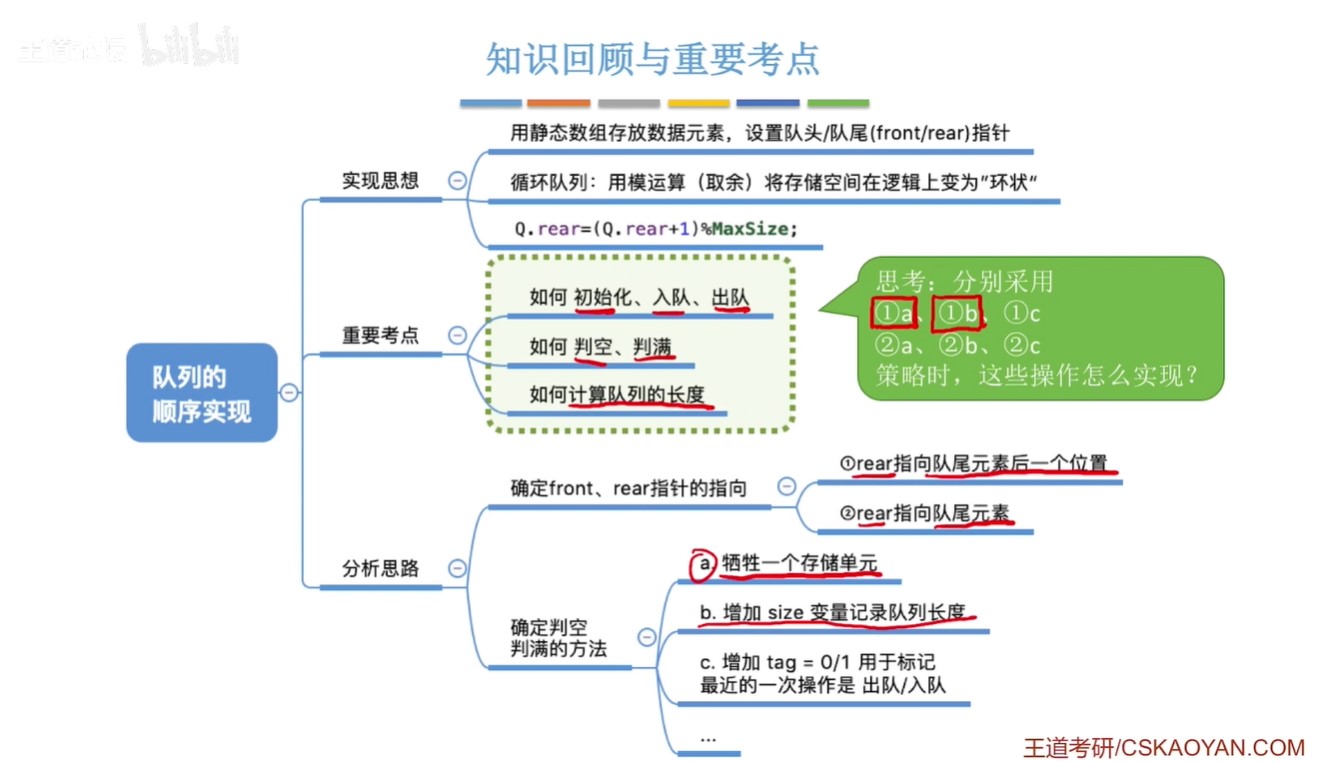 王道论坛 bilibili
知识回顾与重要考点
用静态数组存放数据元素，设置队头/队尾(front/rear)指针
实现思想
循环队列：用模运算（取余）将存储空间在逻辑上变为"环状"
Q.rear=(Q.rear+1)%MaxSize;
思考：分别采用
①a、①b、①c
②a、②b、②c
策略时，这些操作怎么实现？
如何 初始化、入队、出队
重要考点
如何 判空、判满
如何计算队列的长度
队列的
顺序实现
①rear指向队尾元素后一个位置
确定front、rear指针的指向
②rear指向队尾元素
分析思路
a. 牺牲一个存储单元
b. 增加 size 变量记录队列长度
确定判空
判满的方法
c. 增加 tag = 0/1 用于标记
最近的一次操作是 出队/入队
...
王道考研/CSKAOYAN.COM